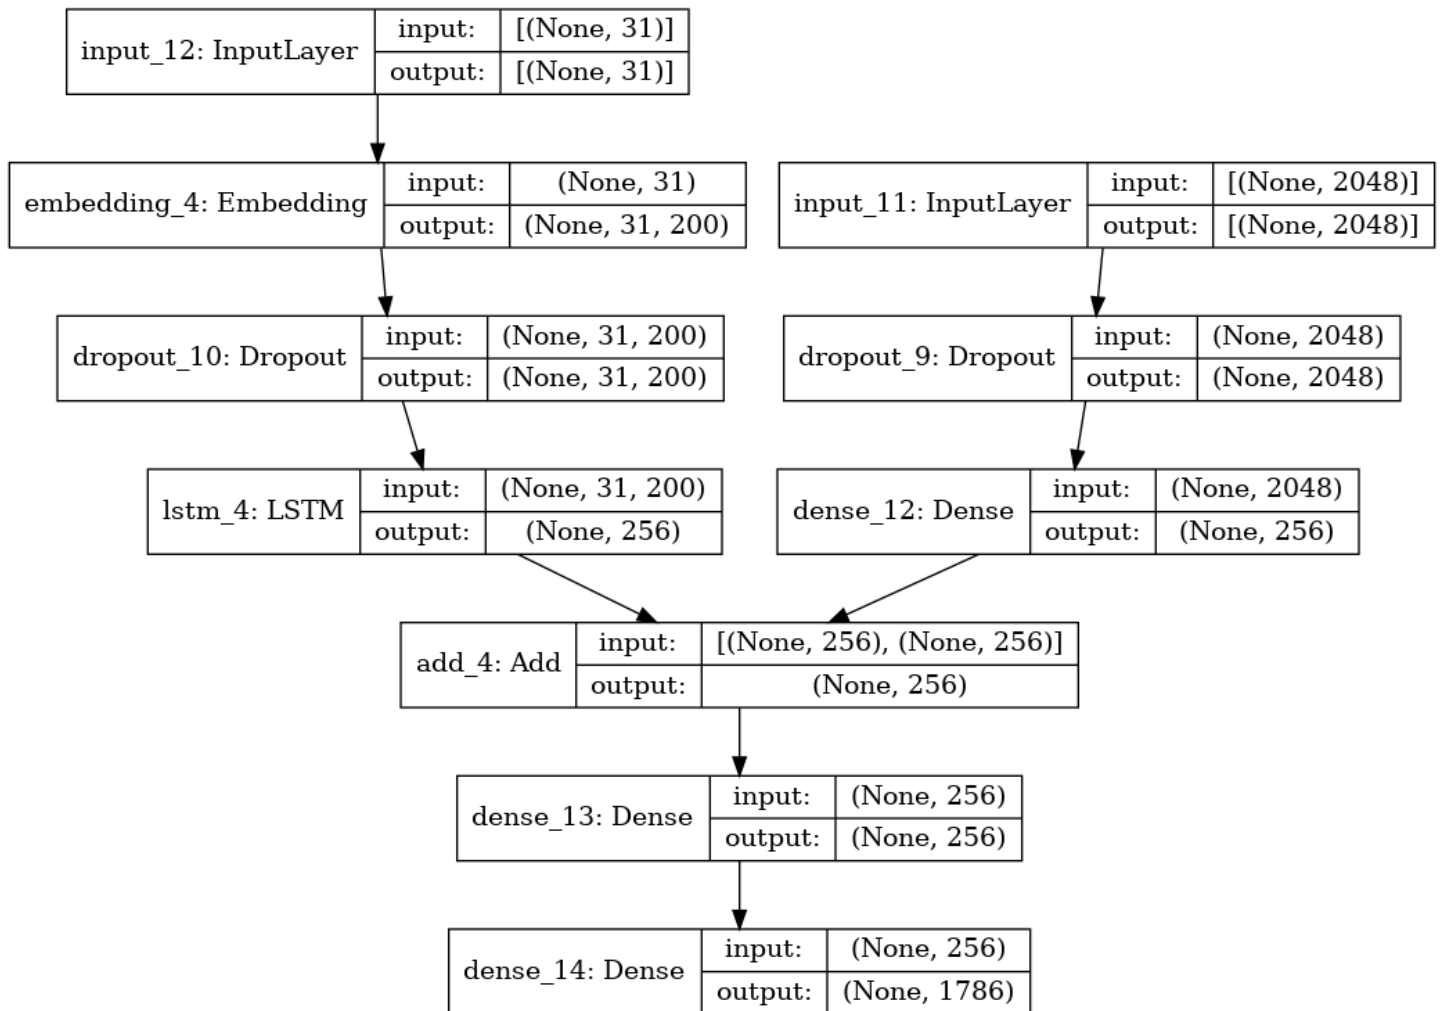 input_12: InputLayer
input: [(None, 31)]
output: [(None, 31)]
embedding_4: Embedding
input: (None, 31)
output: (None, 31, 200)
input_11: InputLayer
input: [(None, 2048)]
output: [(None, 2048)]
dropout_10: Dropout
input: (None, 31, 200)
output: (None, 31, 200)
dropout_9: Dropout
input: (None, 2048)
output: (None, 2048)
lstm_4: LSTM
input: (None, 31, 200)
output: (None, 256)
dense_12: Dense
input: (None, 2048)
output: (None, 256)
add_4: Add
input: [(None, 256), (None, 256)]
output: (None, 256)
dense_13: Dense
input: (None, 256)
output: (None, 256)
dense_14: Dense
input: (None, 256)
output: (None, 1786)